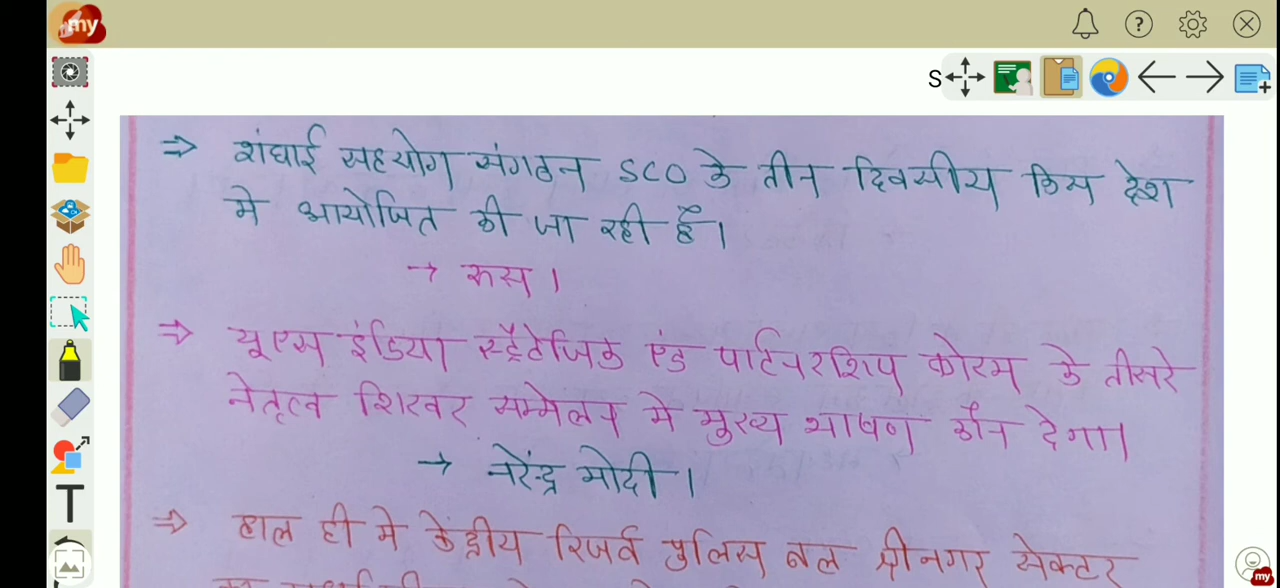 my
S
⇒ शंघाई सहयोग संगठन SCO के तीन दिवसीय किस देश
में आयोजित की जा रही है।
→ रूस।
⇒ यूएस इंडिया स्ट्रैटेजिक एंड पार्टनरशिप फोरम के तीसरे
नेतृत्व शिखर सम्मेलन में मुख्य भाषण कौन देगा।
→ नरेंद्र मोदी।
⇒ हाल ही में केंद्रीय रिजर्व पुलिस बल श्रीनगर सेक्टर
T
my